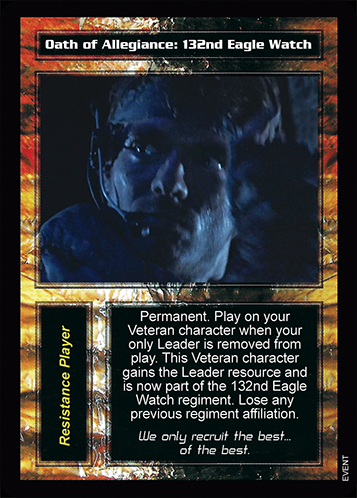 Oath of Allegiance: 132nd Eagle Watch
Resistance Player
Permanent. Play on your
Veteran character when your
only Leader is removed from
play. This Veteran character
gains the Leader resource and
is now part of the 132nd Eagle
Watch regiment. Lose any
previous regiment affiliation.
We only recruit the best...
of the best.
EVENT